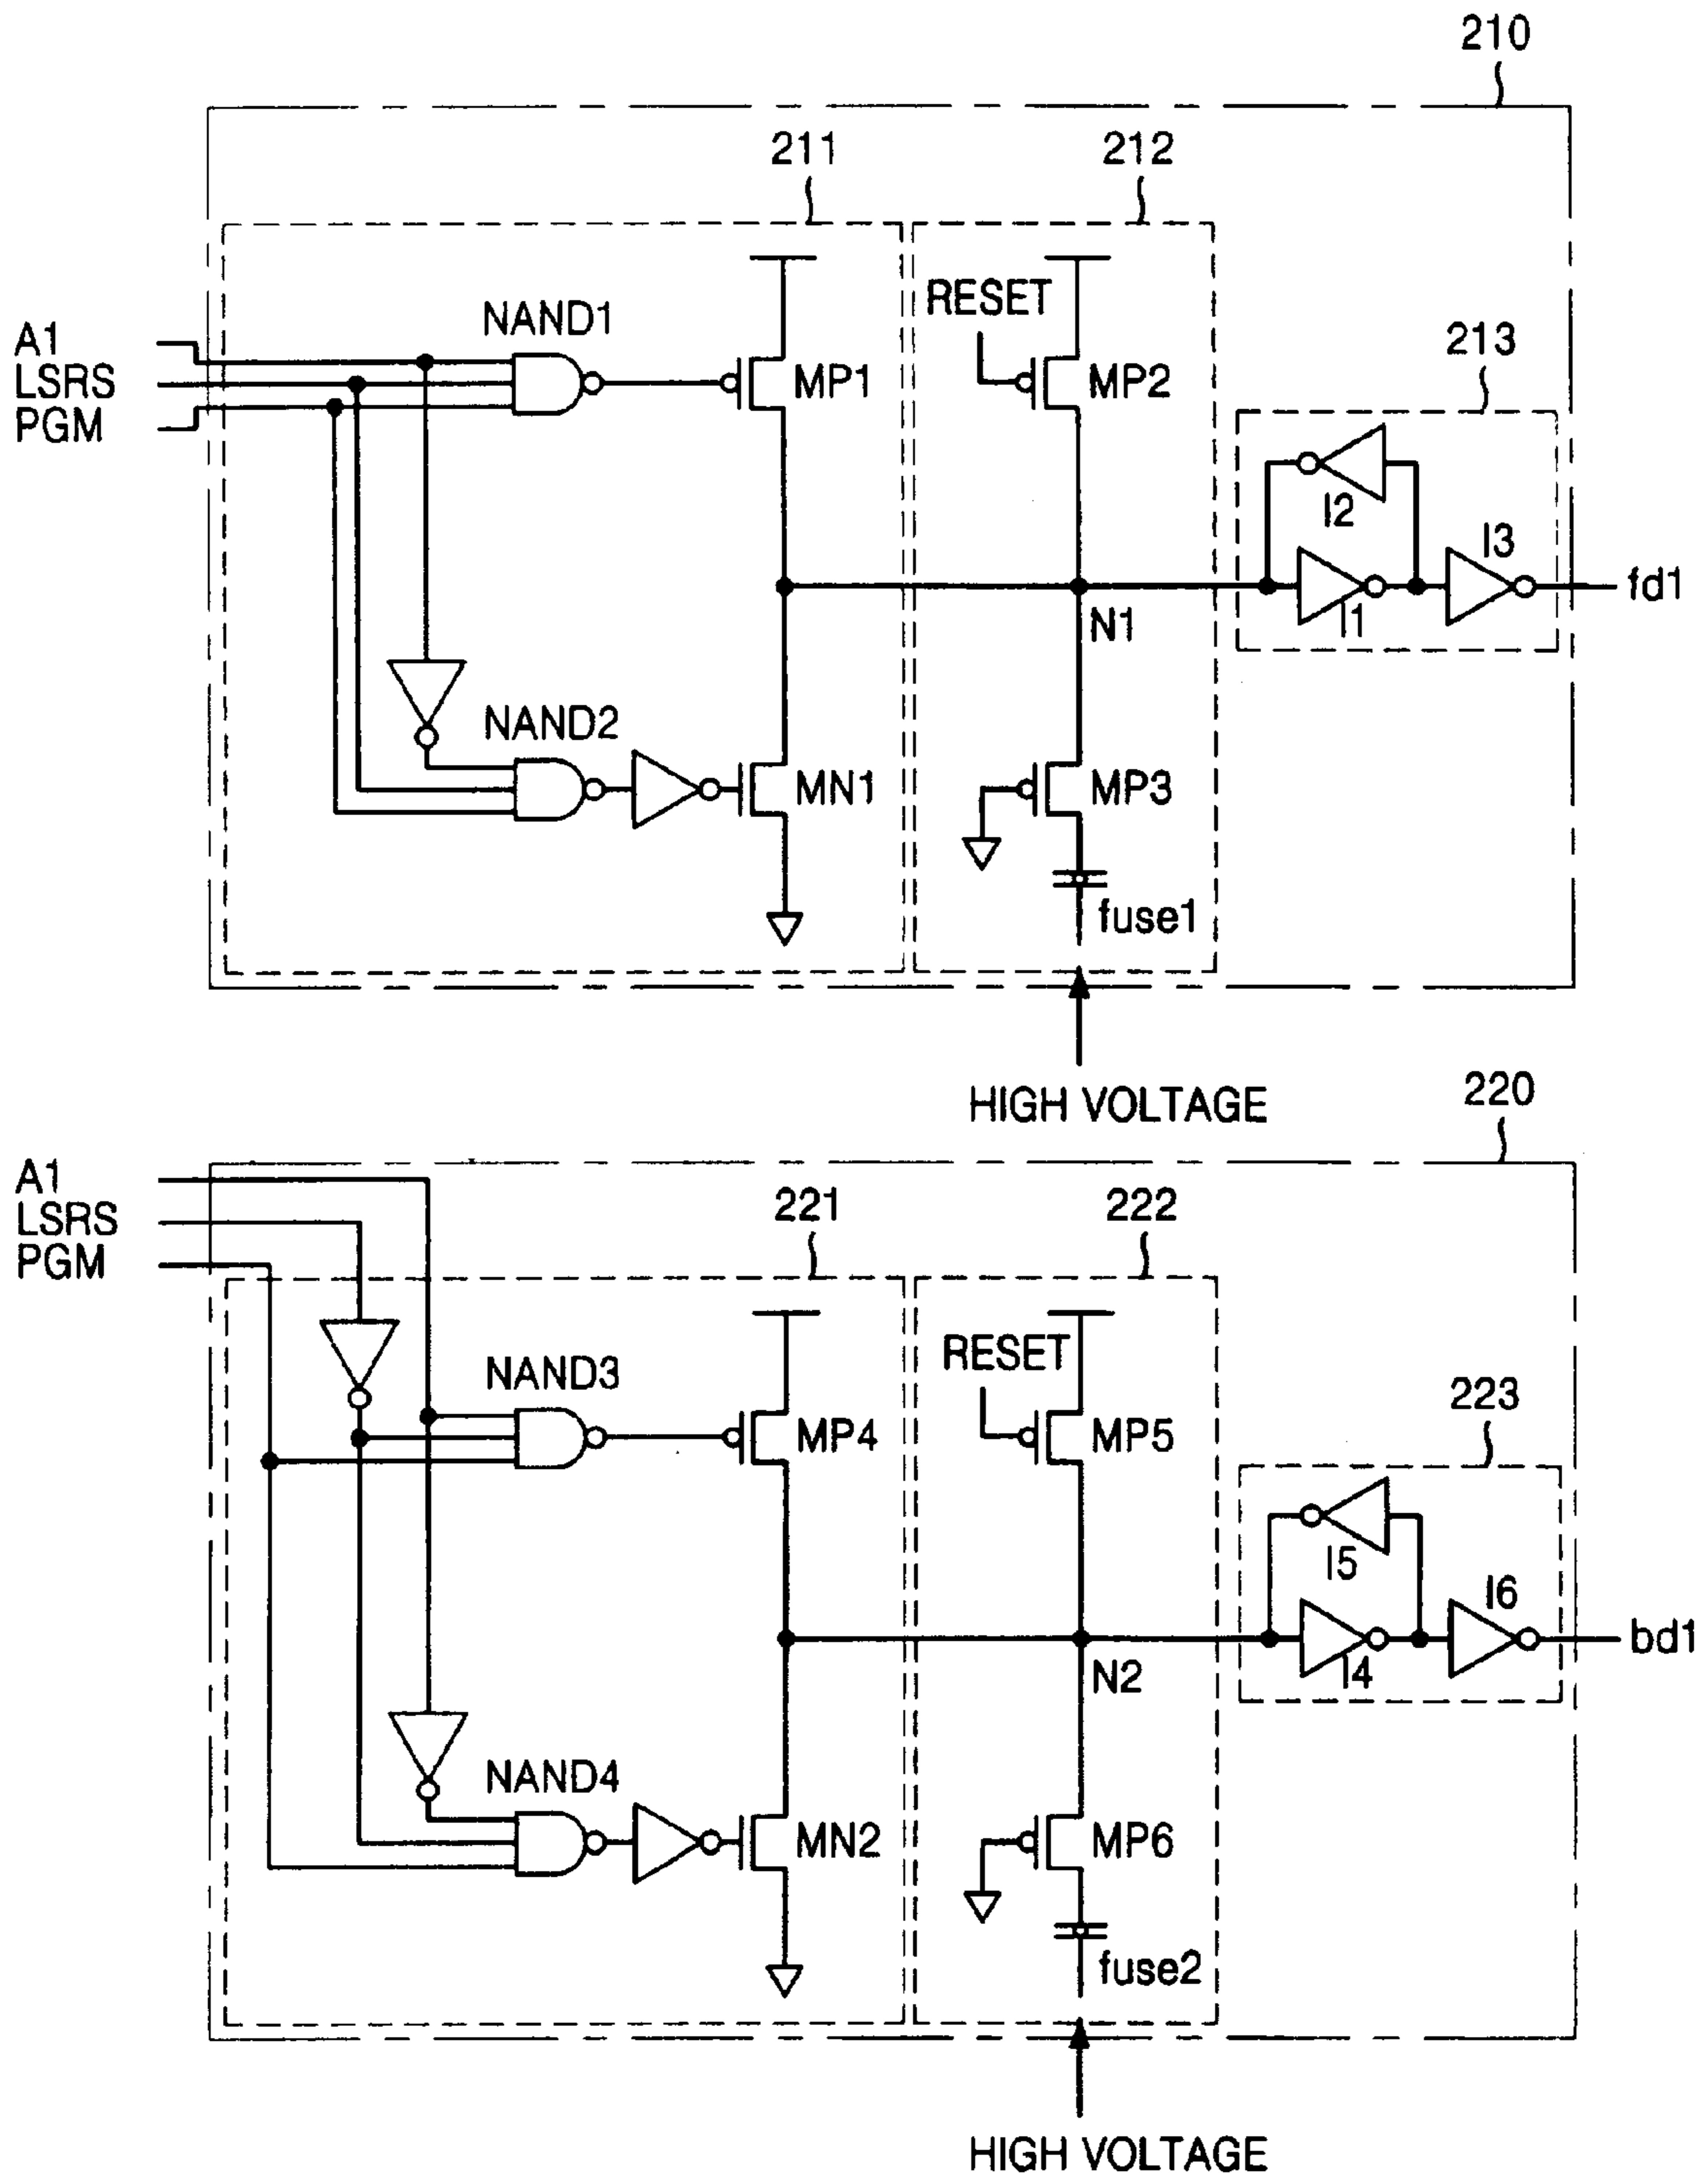 210
211
212
A1
LSRS
PGM
NAND1
MP1
RESET
MP2
213
I2
I3
I1
fd1
N1
NAND2
MN1
MP3
fuse1
HIGH VOLTAGE
220
A1
LSRS
PGM
221
222
NAND3
MP4
RESET
MP5
223
I5
I6
I4
bd1
N2
NAND4
MN2
MP6
fuse2
HIGH VOLTAGE